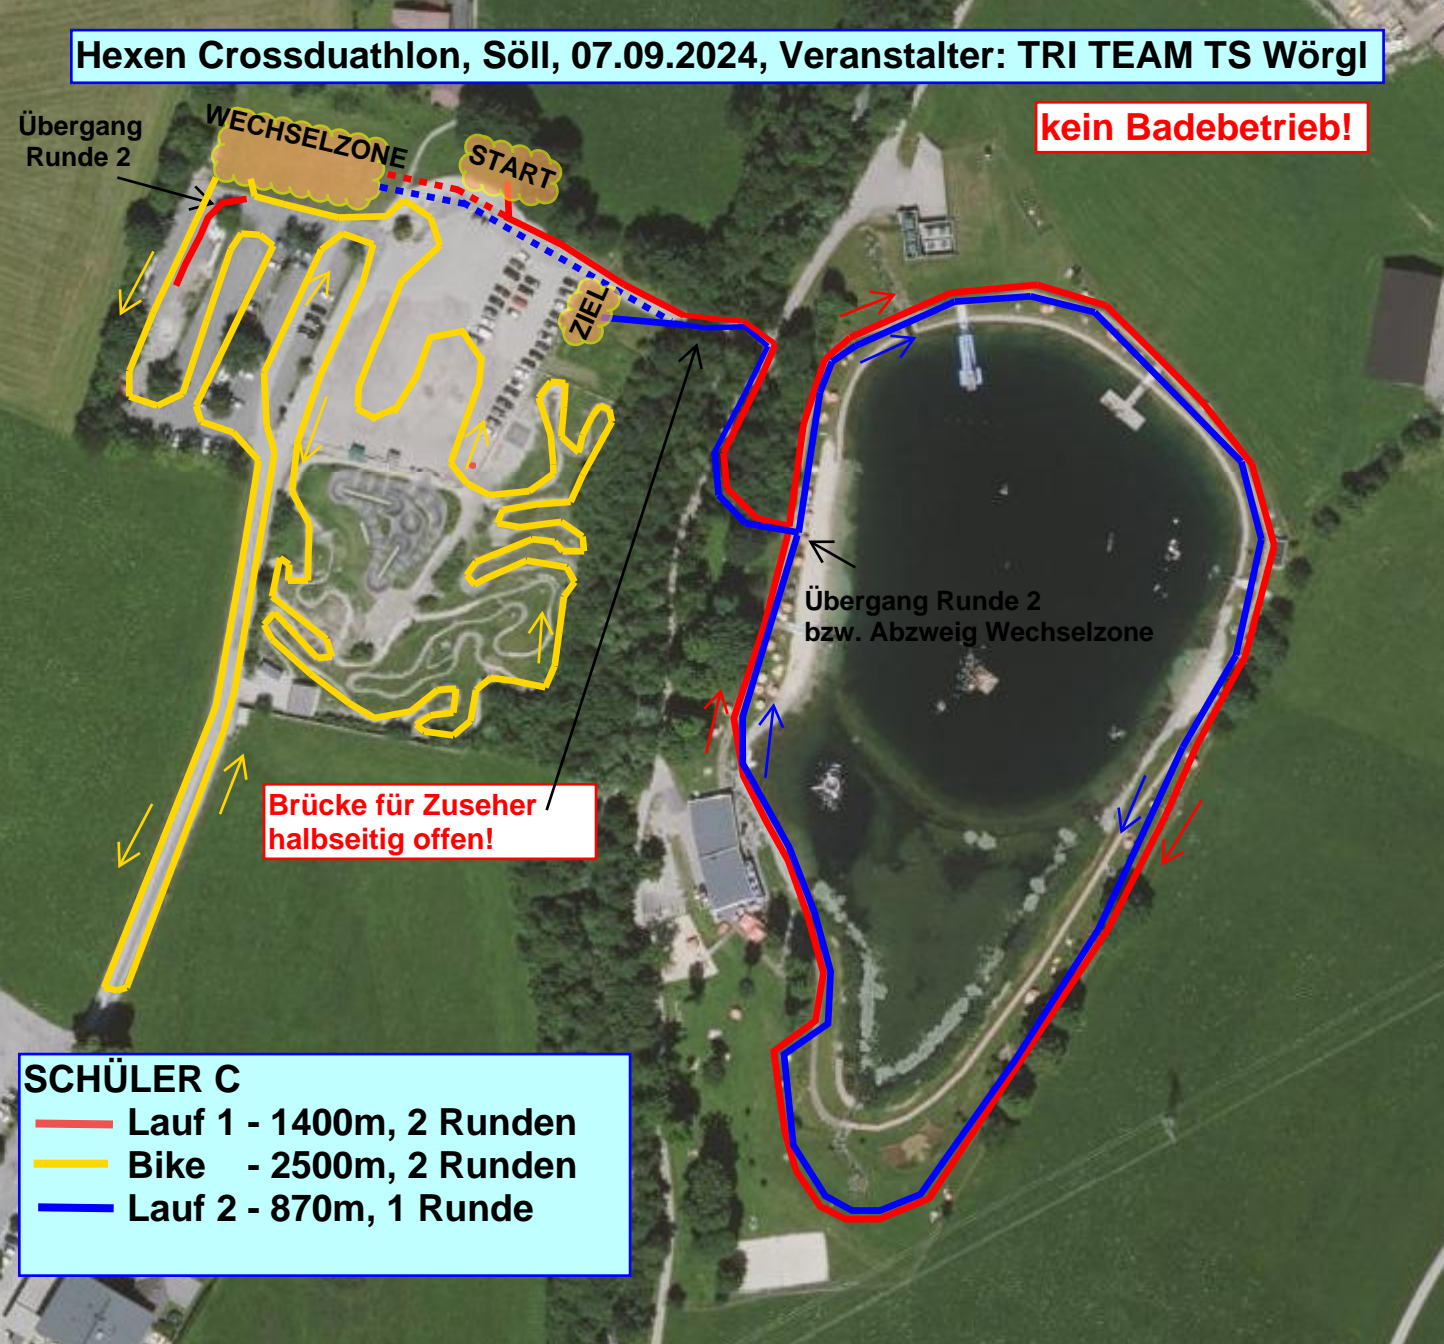 Hexen Crossduathlon, Söll, 07.09.2024, Veranstalter: TRI TEAM TS Wörgl
kein Badebetrieb!
Übergang
Runde 2
WECHSELZONE
START
ZIEL
Übergang Runde 2
bzw. Abzweig Wechselzone
Brücke für Zuseher
halbseitig offen!
SCHÜLER C
Lauf 1 - 1400m, 2 Runden
Bike - 2500m, 2 Runden
Lauf 2 - 870m, 1 Runde